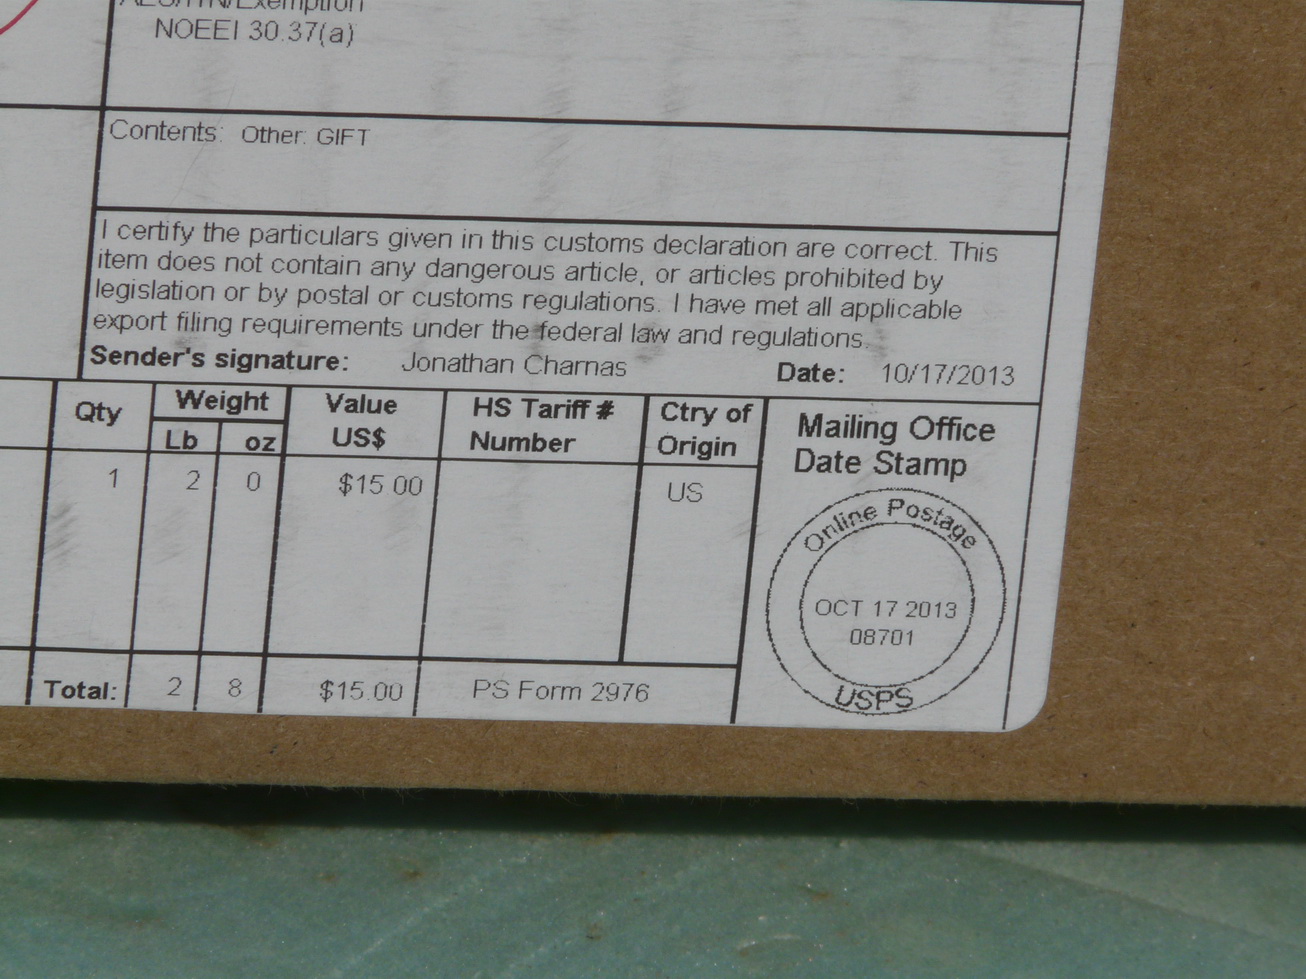 AES/ITN/Exemption
NOEEI 30.37(a)
Contents: Other: GIFT
I certify the particulars given in this customs declaration are correct. This
item does not contain any dangerous article, or articles prohibited by
legislation or by postal or customs regulations. I have met all applicable
export filing requirements under the federal law and regulations.
Sender's signature: Jonathan Charnas Date: 10/17/2013
Qty Weight Value HS Tariff # Ctry of
Lb oz US$ Number Origin
Mailing Office
Date Stamp
1 2 0 $15 00 US
Online Postage
OCT 17 2013
08701
USPS
Total: 2 8 $15.00 PS Form 2976